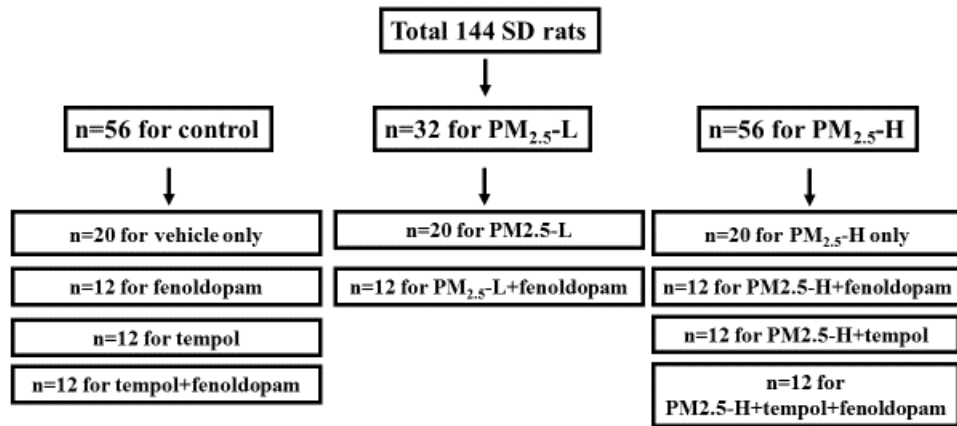 Total 144 SD rats
n=56 for control
n=32 for PM₂.₅-L
n=56 for PM₂.₅-H
n=20 for vehicle only
n=12 for fenoldopam
n=12 for tempol
n=12 for tempol+fenoldopam
n=20 for PM2.5-L
n=12 for PM₂.₅-L+fenoldopam
n=20 for PM₂.₅-H only
n=12 for PM2.5-H+fenoldopam
n=12 for PM2.5-H+tempol
n=12 for
PM2.5-H+tempol+fenoldopam